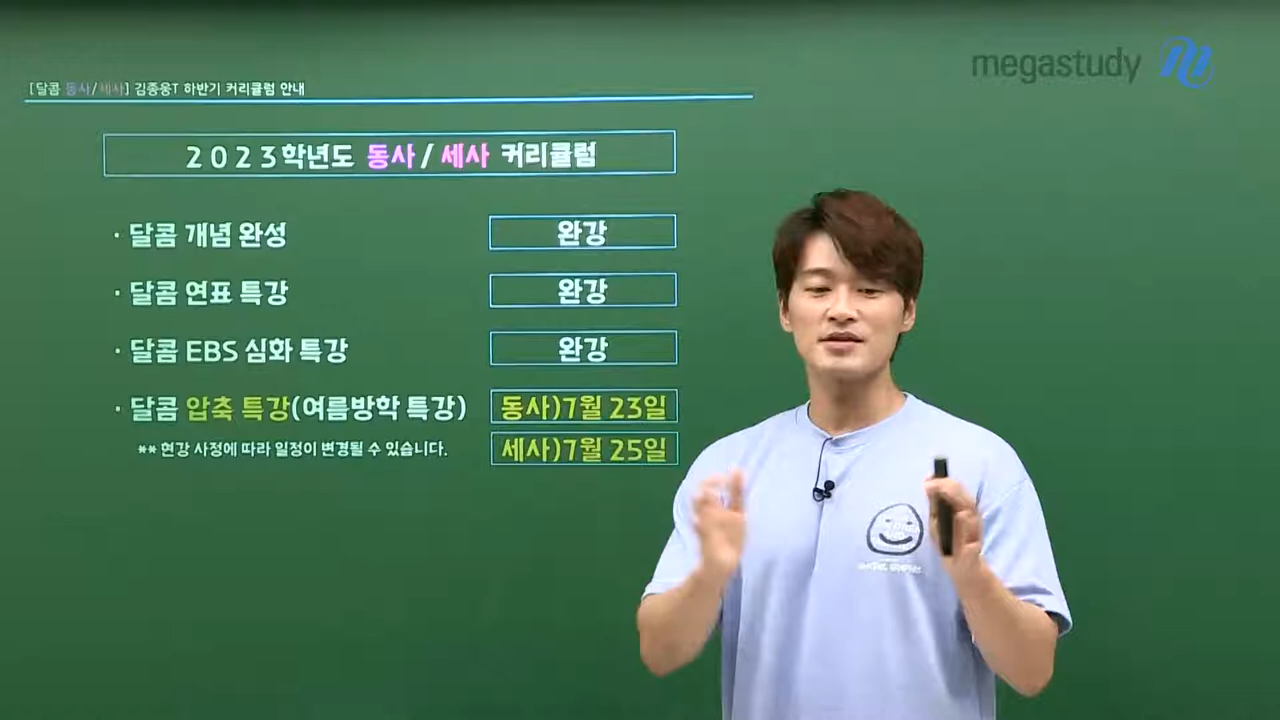 megastudy
[달콤 동사/세사] 김종웅T 하반기 커리큘럼 안내
2023학년도 동사/세사 커리큘럼
· 달콤 개념 완성 완강
· 달콤 연표 특강 완강
· 달콤 EBS 심화 특강 완강
· 달콤 압축 특강(여름방학 특강) 동사)7월 23일
** 현강 사정에 따라 일정이 변경될 수 있습니다. 세사)7월 25일